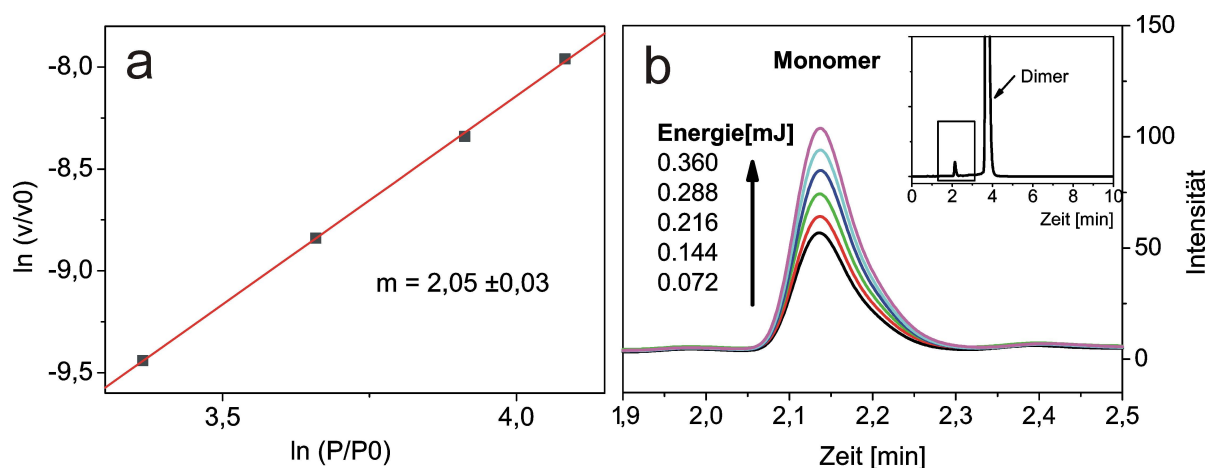 a
-8,0
-8,5
-9,0
-9,5
ln (v/v0)
m = 2,05 ±0,03
3,5
4,0
ln (P/P0)
b
Monomer
Energie[mJ]
0.360
0.288
0.216
0.144
0.072
Dimer
0 2 4 6 8 10
Zeit [min]
150
100
50
0
Intensität
1,9 2,0 2,1 2,2 2,3 2,4 2,5
Zeit [min]